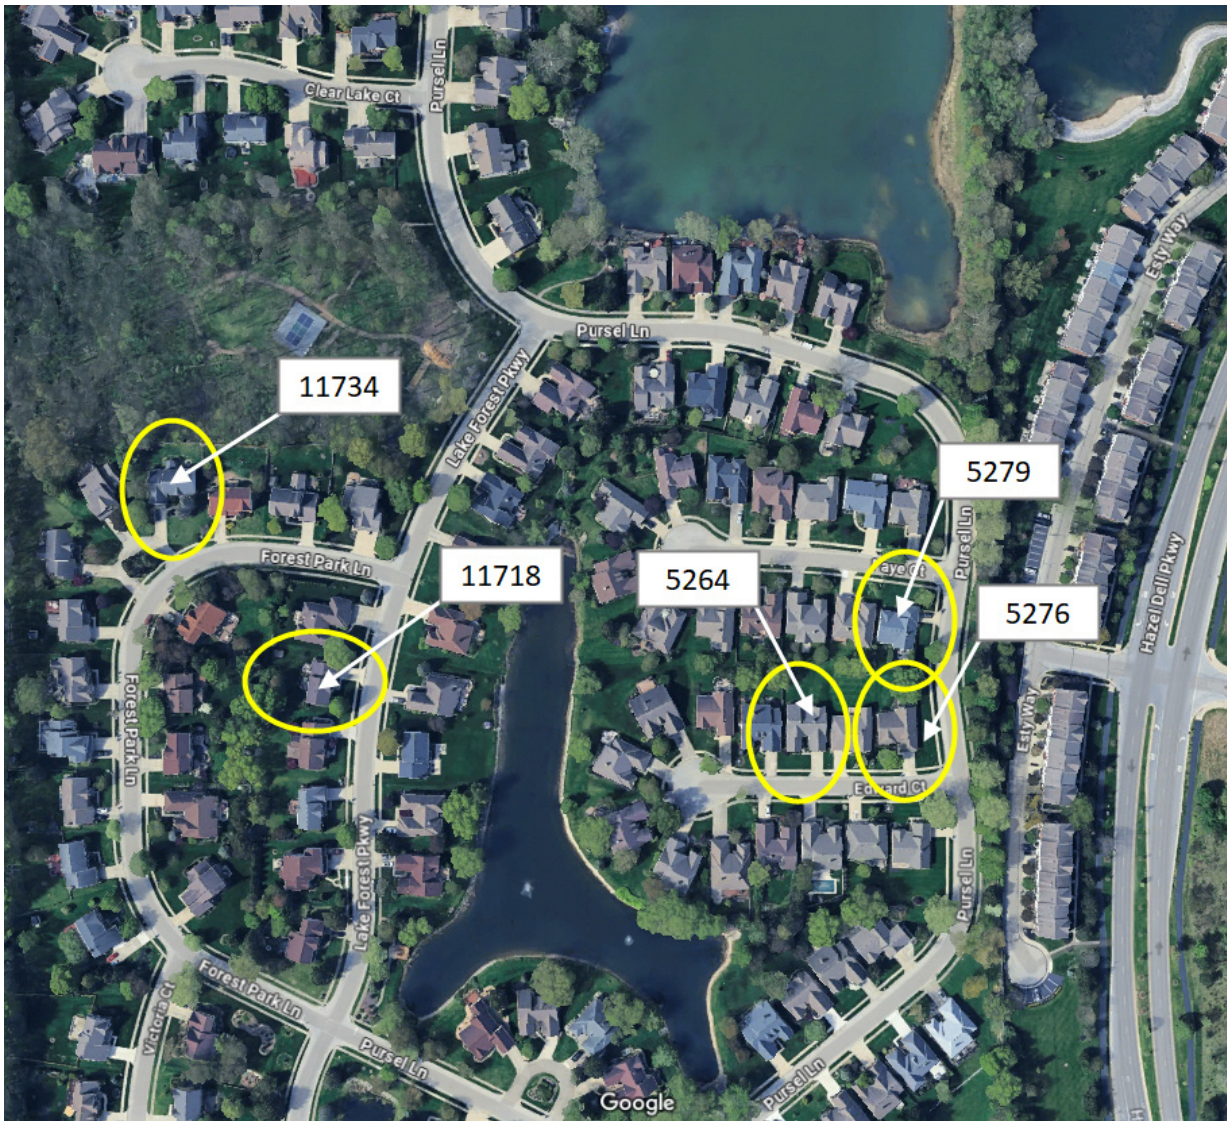 Clear Lake Ct
Pursel Ln
Esty Way
Pursel Ln
Lake Forest Pkwy
11734
5279
Pursel Ln
Forest Park Ln
11718
5264
aye Ct
5276
Hazel Dell Pkwy
Forest Park Ln
Esty Way
Edward Ct
Lake Forest Pkwy
Pursel Ln
Forest Park Ln
Victoria Ct
Pursel Ln
Pursel Ln
Google
H